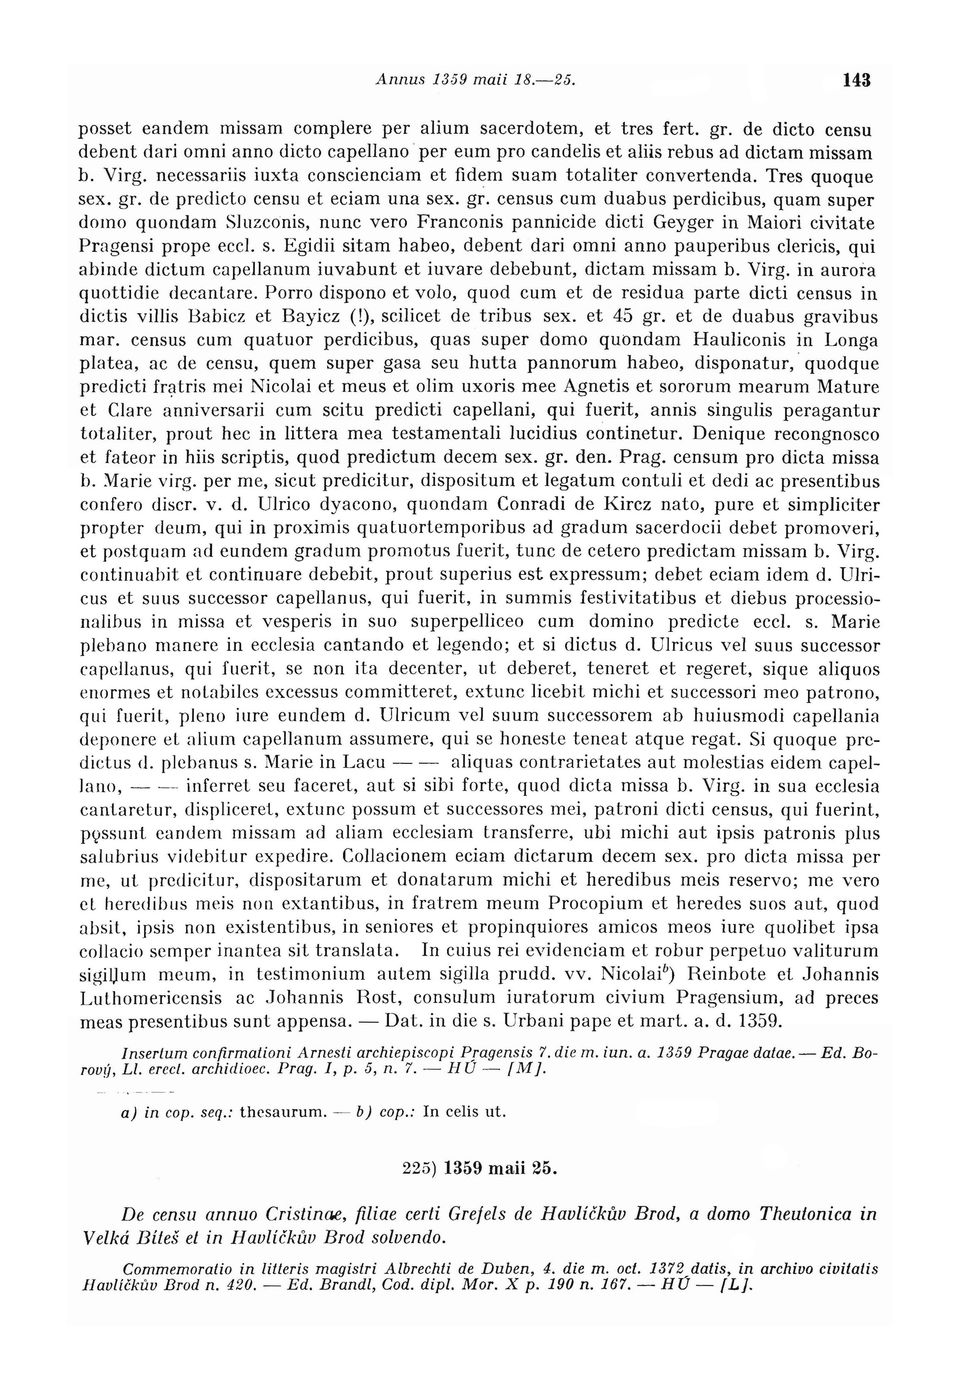 Annus 1359 maii 18.—25. 143
posset eandem missam complere per alium sacerdotem, et tres fert. gr. de dicto censu
debent dari omni anno dicto capellano per eum pro candelis et aliis rebus ad dictam missam
b. Virg. necessariis iuxta conscienciam et fidem suam totaliter convertenda. Tres quoque
sex. gr. de predicto censu et eciam una sex. gr. census cum duabus perdicibus, quam super
domo quondam Sluzconis, nunc vero Franconis pannicide dicti Geyger in Maiori civitate
Pragensi prope eccl. s. Egidii sitam habeo, debent dari omni anno pauperibus clericis, qui
abinde dictum capellanum iuvabunt et iuvare debebunt, dictam missam b. Virg. in aurora
quottidie decantare. Porro dispono et volo, quod cum et de residua parte dicti census in
dictis villis Babicz et Bayicz (!), scilicet de tribus sex. et 45 gr. et de duabus gravibus
mar. census cum quatuor perdicibus, quas super domo quondam Hauliconis in Longa
platea, ac de censu, quem super gasa seu hutta pannorum habeo, disponatur, quodque
predicti fratris mei Nicolai et meus et olim uxoris mee Agnetis et sororum mearum Mature
et Clare anniversarii cum scitu predicti capellani, qui fuerit, annis singulis peragantur
totaliter, prout hec in littera mea testamentali lucidius continetur. Denique recongnosco
et fateor in hiis scriptis, quod predictum decem sex. gr. den. Prag. censum pro dicta missa
b. Marie virg. per me, sicut predicitur, dispositum et legatum contuli et dedi ac presentibus
confero discr. v. d. Ulrico dyacono, quondam Conradi de Kircz nato, pure et simpliciter
propter deum, qui in proximis quatuortemporibus ad gradum sacerdocii debet promoveri,
et postquam ad eundem gradum promotus fuerit, tunc de cetero predictam missam b. Virg.
continuabit et continuare debebit, prout superius est expressum; debet eciam idem d. Ulri-
cus et suus successor capellanus, qui fuerit, in summis festivitatibus et diebus processio-
nalibus in missa et vesperis in suo superpelliceo cum domino predicte eccl. s. Marie
plebano manere in ecclesia cantando et legendo; et si dictus d. Ulricus vel suus successor
capellanus, qui fuerit, se non ita decenter, ut deberet, teneret et regeret, sique aliquos
enormes et notabiles excessus committeret, extunc licebit michi et successori meo patrono,
qui fuerit, pleno iure eundem d. Ulricum vel suum successorem ab huiusmodi capellania
deponere et alium capellanum assumere, qui se honeste teneat atque regat. Si quoque pre-
dictus d. plebanus s. Marie in Lacu — — aliquas contrarietates aut molestias eidem capel-
lano, — — inferret seu faceret, aut si sibi forte, quod dicta missa b. Virg. in sua ecclesia
cantaretur, displiceret, extunc possum et successores mei, patroni dicti census, qui fuerint,
possunt eandem missam ad aliam ecclesiam transferre, ubi michi aut ipsis patronis plus
salubrius videbitur expedire. Collacionem eciam dictarum decem sex. pro dicta missa per
me, ut predicitur, dispositarum et donatarum michi et heredibus meis reservo; me vero
et heredibus meis non extantibus, in fratrem meum Procopium et heredes suos aut, quod
absit, ipsis non existentibus, in seniores et propinquiores amicos meos iure quolibet ipsa
collacio semper inantea sit translata. In cuius rei evidenciam et robur perpetuo valiturum
sigillum meum, in testimonium autem sigilla prudd. vv. Nicolai b) Reinbote et Johannis
Luthomericensis ac Johannis Rost, consulum iuratorum civium Pragensium, ad preces
meas presentibus sunt appensa. — Dat. in die s. Urbani pape et mart. a. d. 1359.
Insertum confirmationi Arnesti archiepiscopi Pragensis 7. die m. iun. a. 1359 Pragae datae. — Ed. Bo-
rový, Ll. erect. archidioec. Prag. I, p. 5, n. 7. — HÚ — [M].
a) in cop. seq.: thesaurum. — b) cop.: In celis ut.
225) 1359 maii 25.
De censu annuo Cristinae, filiae certi Grefels de Havlíčkův Brod, a domo Theutonica in
Velká Bíteš et in Havlíčkův Brod solvendo.
Commemoratio in litteris magistri Albrechti de Duben, 4. die m. oct. 1372 datis, in archivo civitatis
Havlíčkův Brod n. 420. — Ed. Brandl, Cod. dipl. Mor. X p. 190 n. 167. — HÚ — [L].